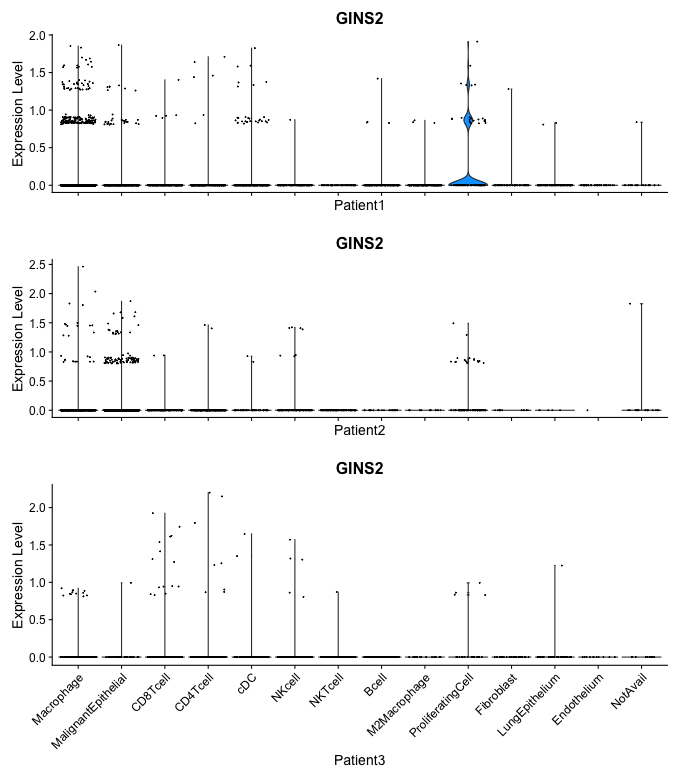 GINS2
Expression Level
2.0
1.5
1.0
0.5
0.0
Patient1
GINS2
Expression Level
2.5
2.0
1.5
1.0
0.5
0.0
Patient2
GINS2
Expression Level
2.0
1.5
1.0
0.5
0.0
Macrophage
MalignantEpithelial
CD8Tcell
CD4Tcell
cDC
NKcell
NKTcell
Bcell
M2Macrophage
ProliferatingCell
Fibroblast
LungEpithelium
Endothelium
NotAvail
Patient3